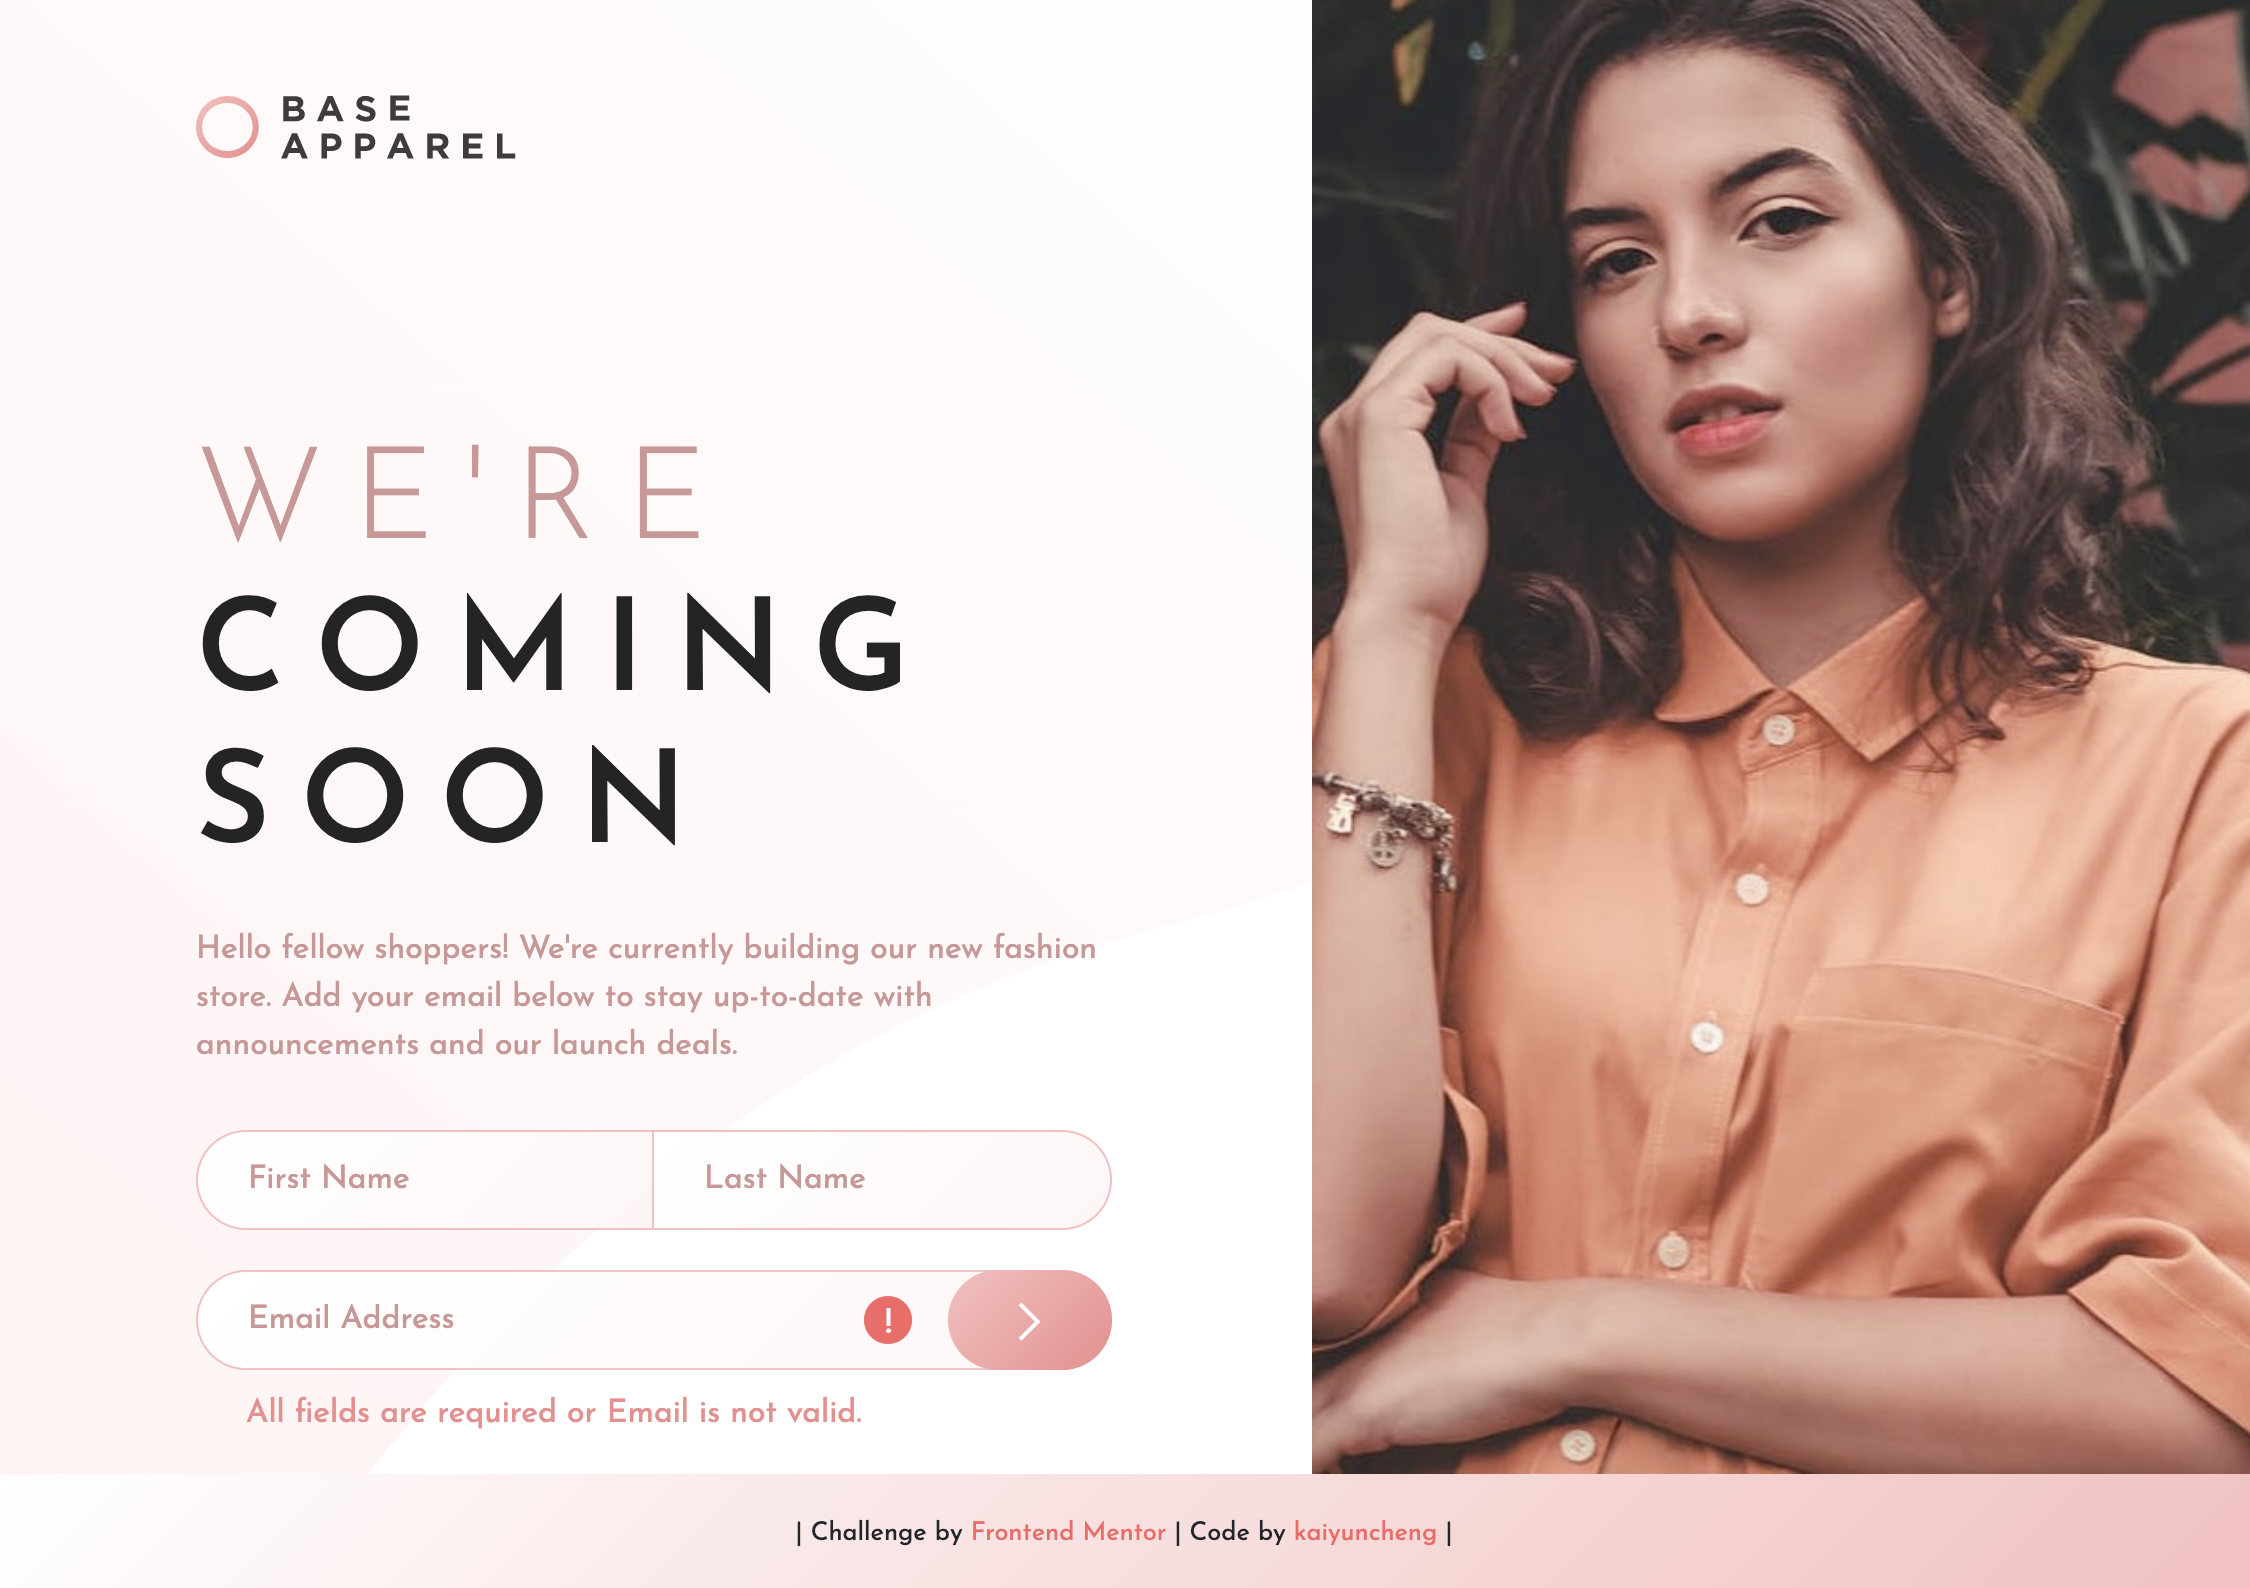 BASE
APPAREL
WE'RE
COMING
SOON
Hello fellow shoppers! We're currently building our new fashion
store. Add your email below to stay up-to-date with
announcements and our launch deals.
First Name
Last Name
Email Address
!
All fields are required or Email is not valid.
| Challenge by Frontend Mentor | Code by kaiyuncheng |